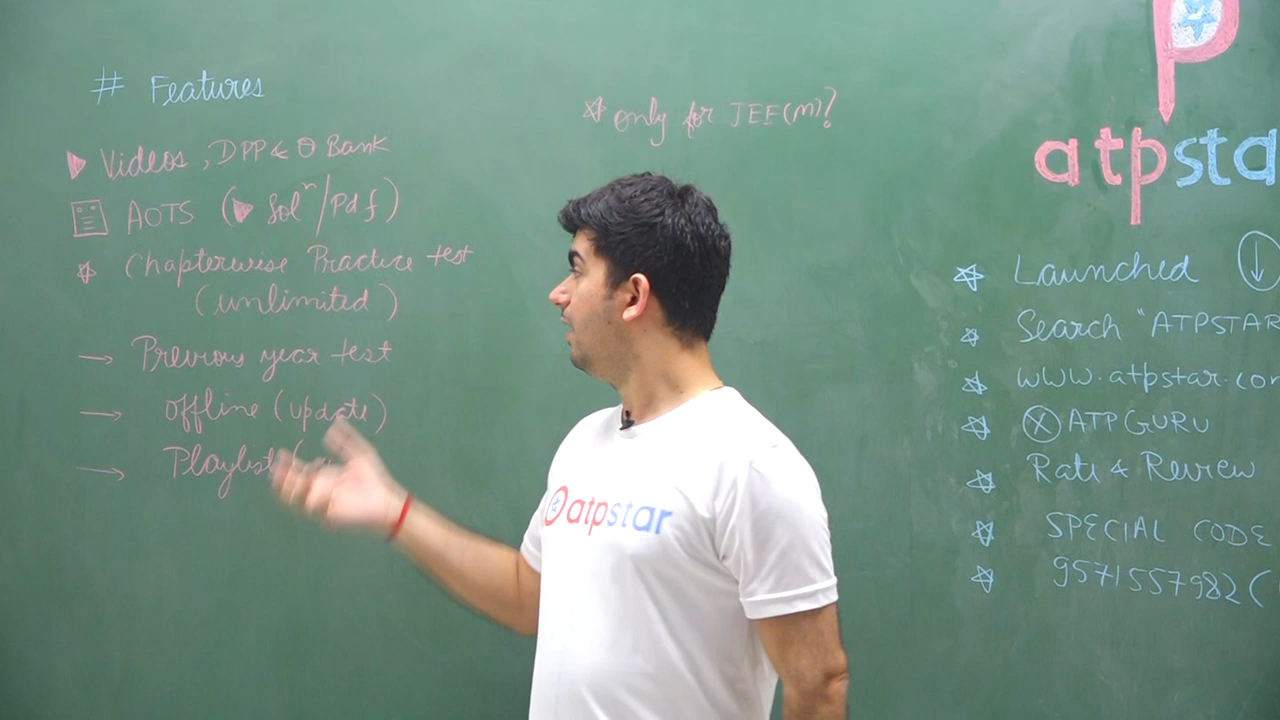 # Features
Videos, DPP & Q Bank
AOTS (Solⁿ/Pdf)
Chapterwise Practice test
(unlimited)
→ Previous year test
→ offline (update)
→ Playlist
* only for JEE(M)?
P
atpsta
Launched
Search "ATPSTAR
www.atpstar.co
ATPGURU
Rate & Review
SPECIAL CODE
9571557982 (
atpstar